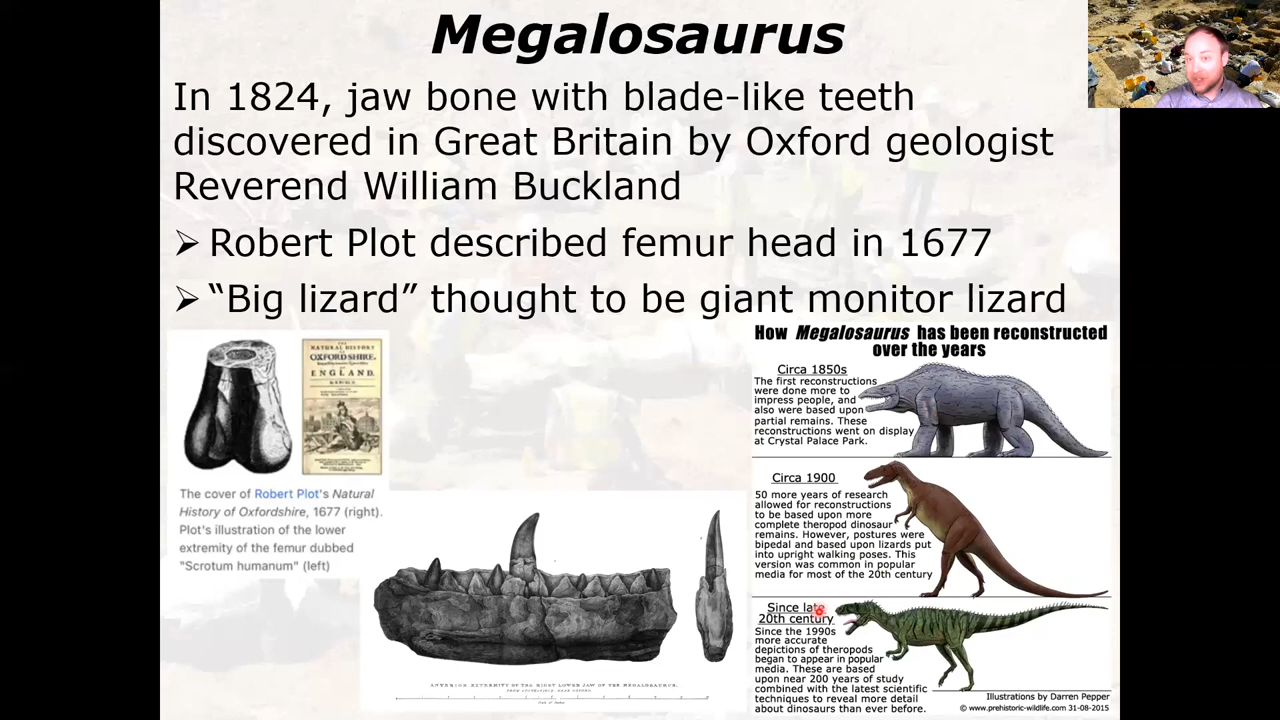 Megalosaurus
In 1824, jaw bone with blade-like teeth
discovered in Great Britain by Oxford geologist
Reverend William Buckland
➢ Robert Plot described femur head in 1677
➢ “Big lizard” thought to be giant monitor lizard
NATURAL HISTORY
OF
OXFORDSHIRE,
ENGLAND.
The cover of Robert Plot's Natural
History of Oxfordshire, 1677 (right).
Plot's illustration of the lower
extremity of the femur dubbed
"Scrotum humanum" (left)
ANTERIOR EXTREMITY OF THE RIGHT LOWER JAW OF THE MEGALOSAURUS,
FROM STONESFIELD, NEAR OXFORD.
How Megalosaurus has been reconstructed
over the years
Circa 1850s
The first reconstructions
were done more to
impress people, and
also were based upon
partial remains. These
reconstructions went on display
at Crystal Palace Park.
Circa 1900
50 more years of research
allowed for reconstructions
to be based upon more
complete theropod dinosaur
remains. However, postures were
bipedal and based upon lizards put
into upright walking poses. This
version was common in popular
media for most of the 20th century
Since late
20th century
Since the 1990s
more accurate
depictions of theropods
began to appear in popular
media. These are based
upon near 200 years of study
combined with the latest scientific
techniques to reveal more detail
about dinosaurs than ever before.
Illustrations by Darren Pepper
© www.prehistoric-wildlife.com 31-08-2015